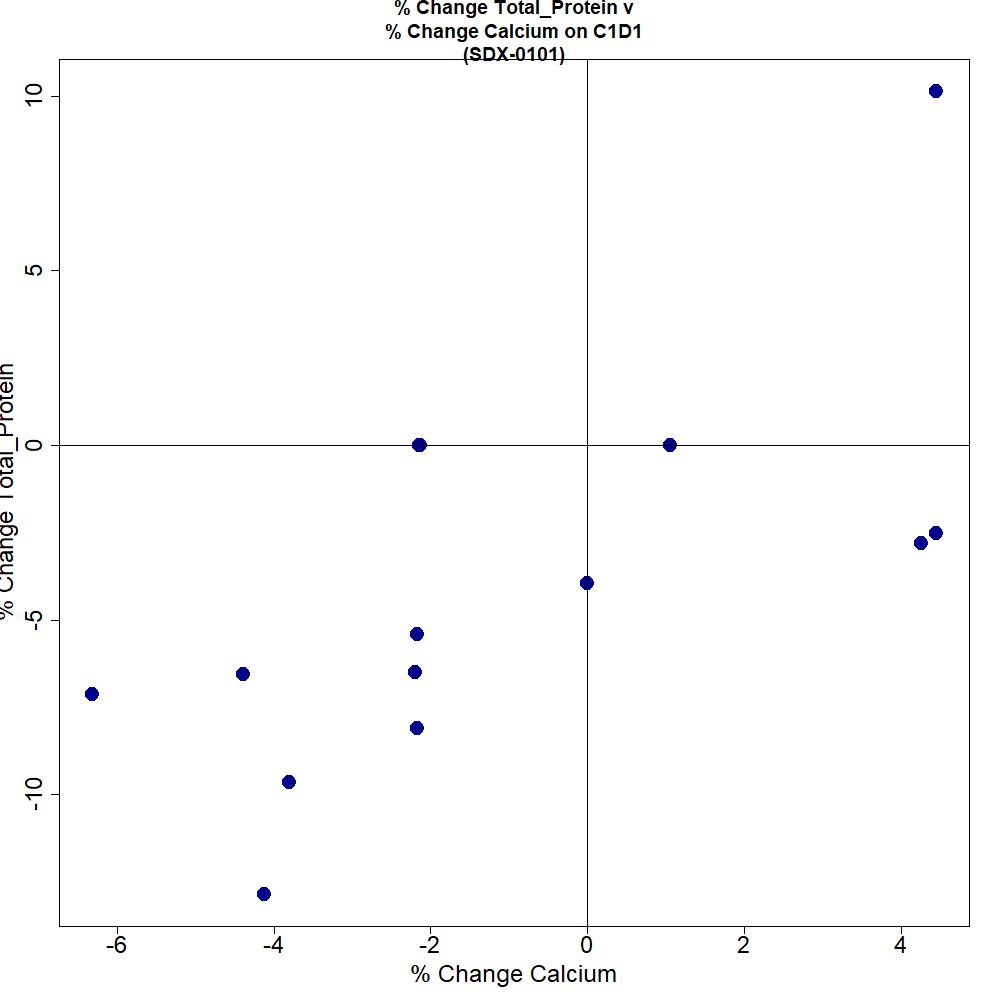 % Change Total_Protein v
% Change Calcium on C1D1
(SDX-0101)
10
5
0
-5
-10
% Change Total_Protein
-6
-4
-2
0
2
4
% Change Calcium